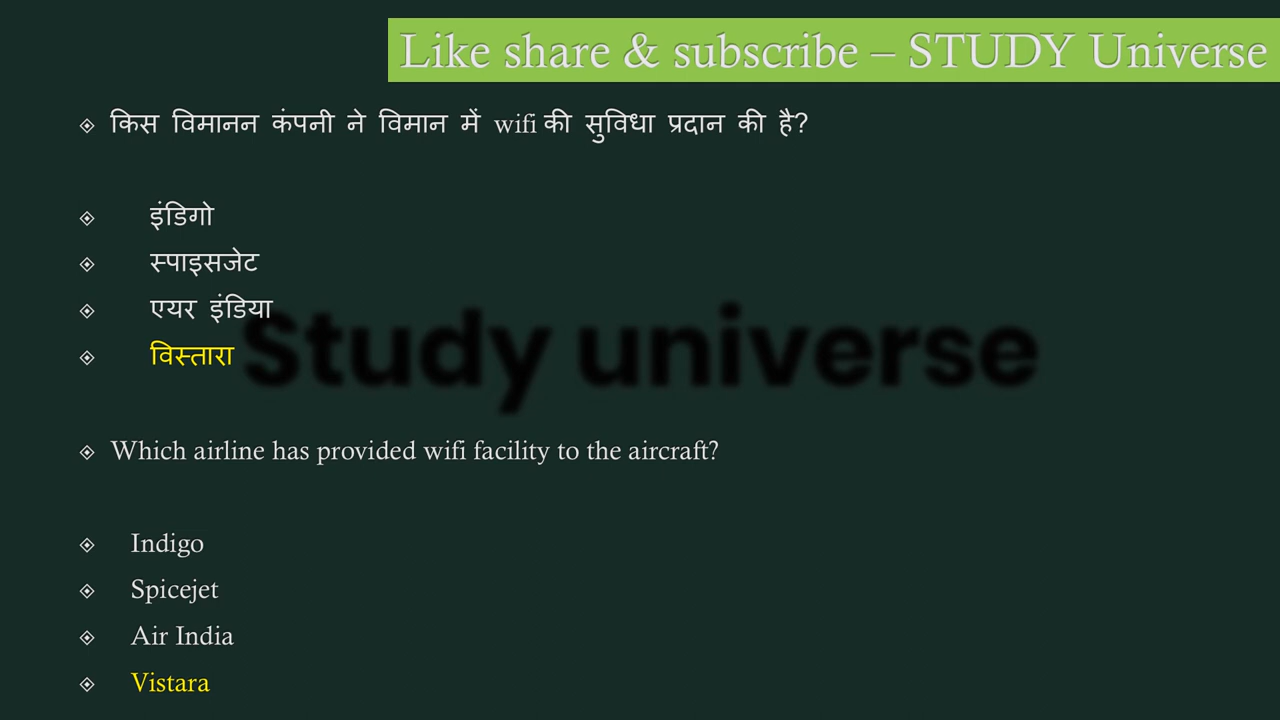 Like share & subscribe – STUDY Universe
किस विमानन कंपनी ने विमान में wifi की सुविधा प्रदान की है?
इंडिगो
स्पाइसजेट
एयर इंडिया
विस्तारा
Study universe
Which airline has provided wifi facility to the aircraft?
Indigo
Spicejet
Air India
Vistara